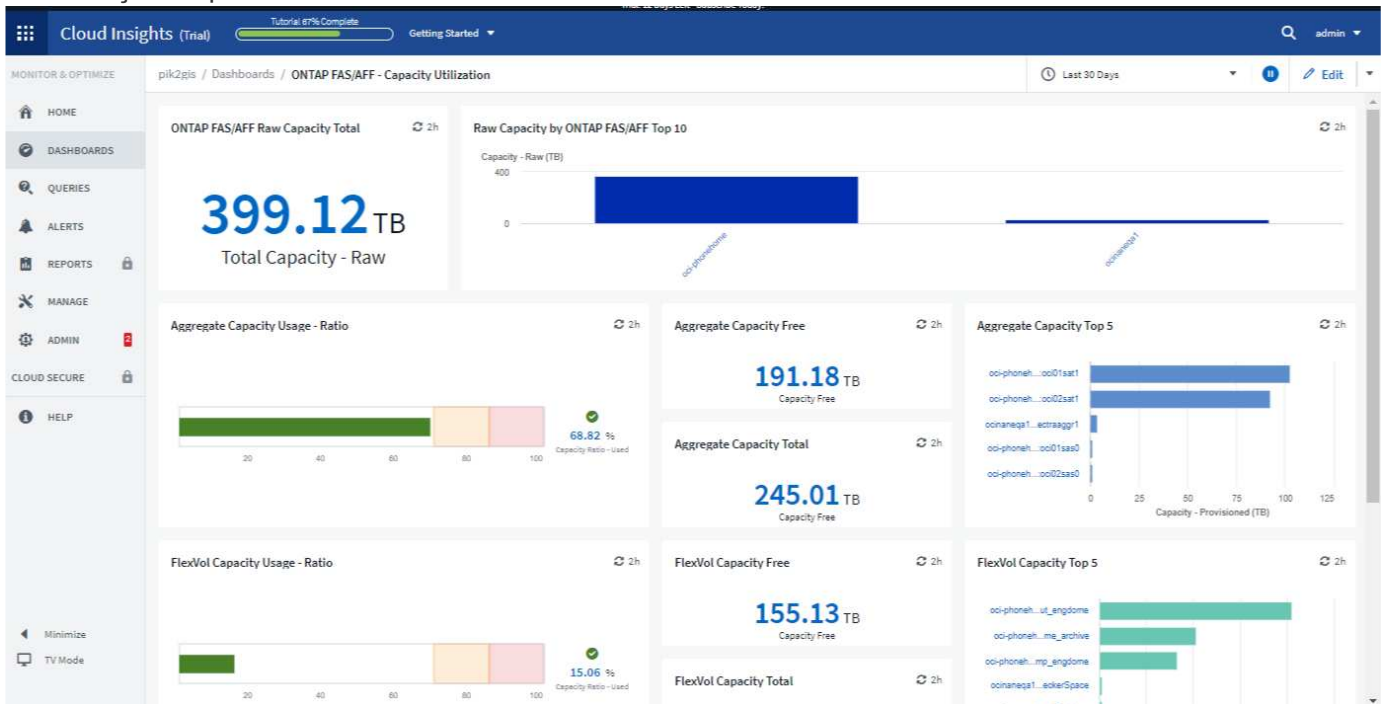 Cloud Insights (Trial)
Tutorial 67% Complete
Getting Started
admin
MONITOR & OPTIMIZE
pik2gis / Dashboards / ONTAP FAS/AFF - Capacity Utilization
Last 30 Days
Edit
HOME
DASHBOARDS
QUERIES
ALERTS
REPORTS
MANAGE
ADMIN
2
CLOUD SECURE
HELP
Minimize
TV Mode
ONTAP FAS/AFF Raw Capacity Total
2h
399.12 TB
Total Capacity - Raw
Raw Capacity by ONTAP FAS/AFF Top 10
2h
Capacity - Raw (TB)
400
0
oci-phonehome
ocinaneqa1
Aggregate Capacity Usage - Ratio
2h
68.82 %
Capacity Ratio - Used
20 40 60 80 100
Aggregate Capacity Free
2h
191.18 TB
Capacity Free
Aggregate Capacity Total
2h
245.01 TB
Capacity Free
Aggregate Capacity Top 5
2h
oci-phoneh...:oci01sat1
oci-phoneh...:oci02sat1
ocinaneqa1...ectraaggr1
oci-phoneh...:oci01sas0
oci-phoneh...:oci02sas0
0 25 50 75 100 125
Capacity - Provisioned (TB)
FlexVol Capacity Usage - Ratio
2h
15.06 %
Capacity Ratio - Used
20 40 60 80 100
FlexVol Capacity Free
2h
155.13 TB
Capacity Free
FlexVol Capacity Total
2h
FlexVol Capacity Top 5
2h
oci-phoneh...ut_engdome
oci-phoneh...me_archive
oci-phoneh...mp_engdome
ocinaneqa1...eckerSpace